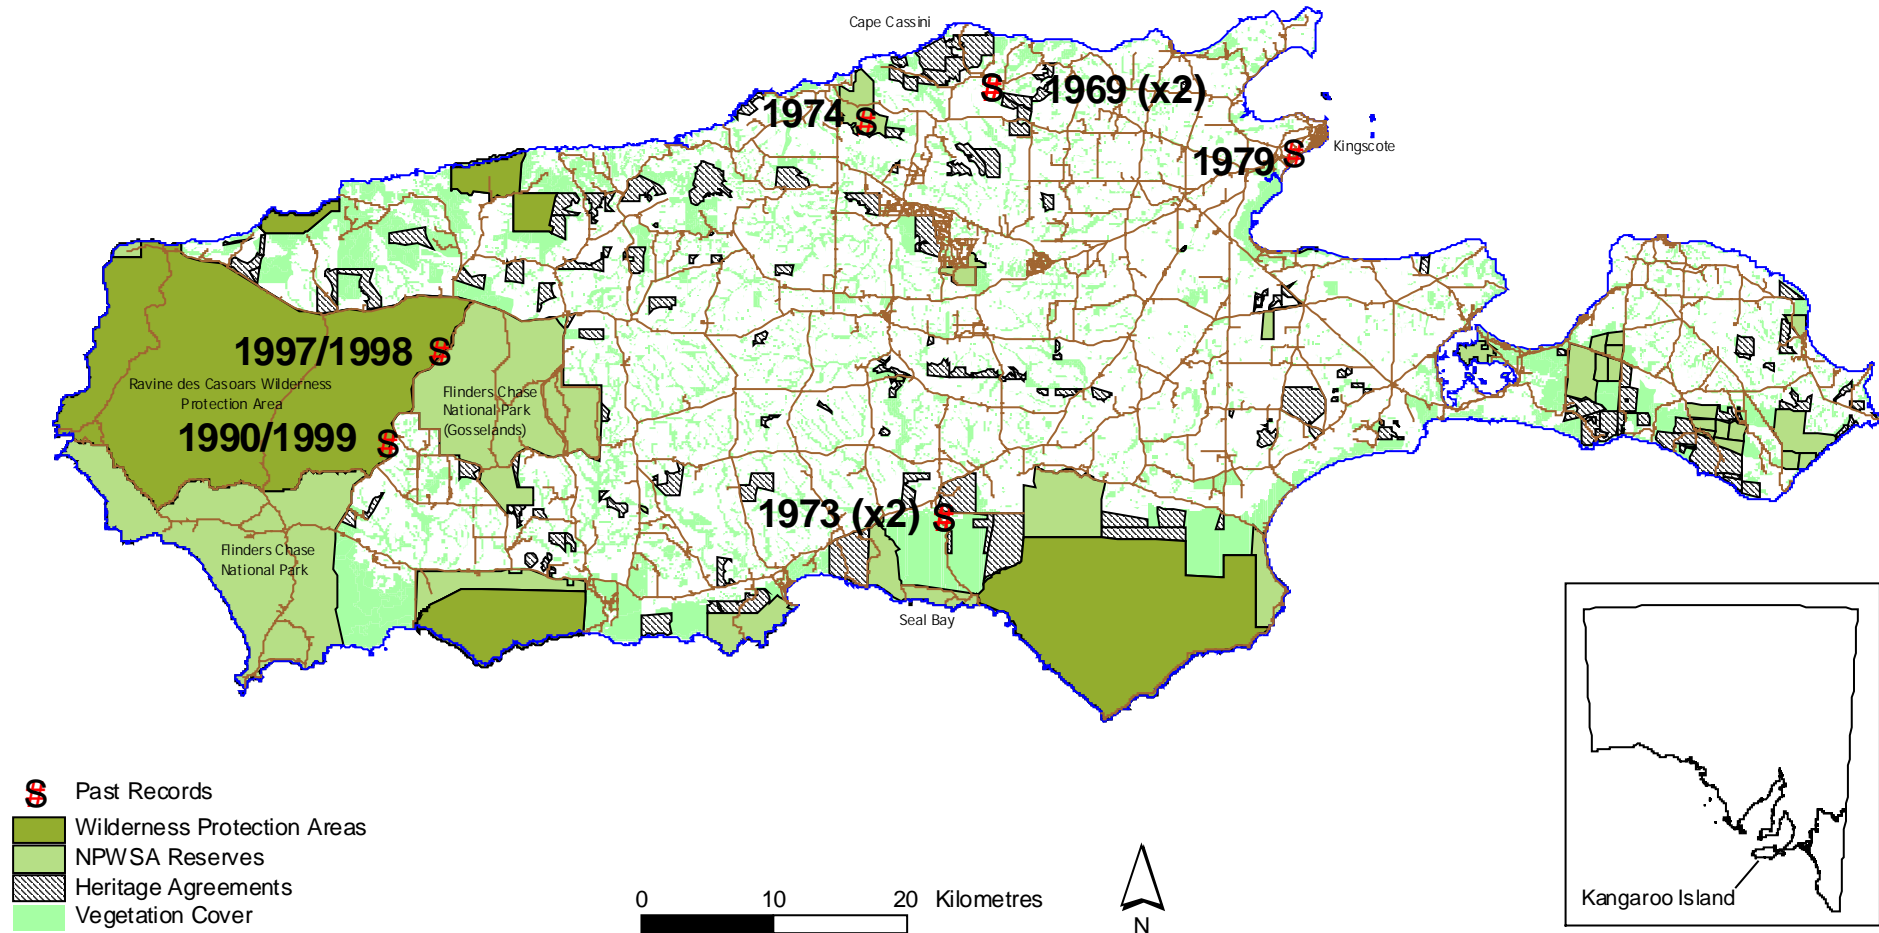 Cape Cassini
1969 (x2)
1974
Kingscote
1979
1997/1998
Ravine des Casoars Wilderness
Protection Area
Flinders Chase
National Park
(Gosselands)
1990/1999
1973 (x2)
Flinders Chase
National Park
Seal Bay
Past Records
Wilderness Protection Areas
NPWSA Reserves
Heritage Agreements
Vegetation Cover
0 10 20 Kilometres
N
Kangaroo Island